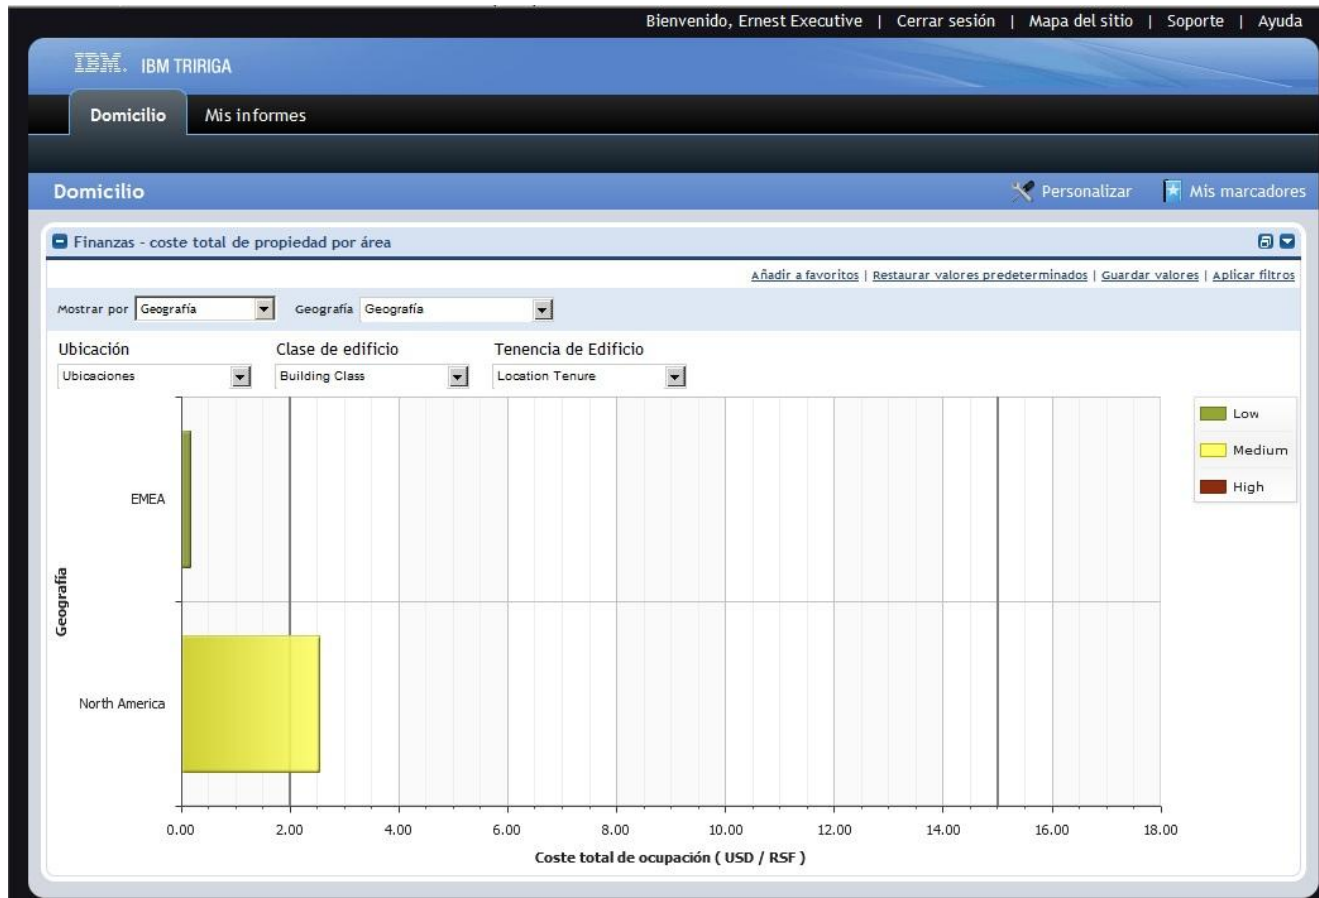 Bienvenido, Ernest Executive | Cerrar sesión | Mapa del sitio | Soporte | Ayuda
IBM. IBM TRIRIGA
Domicilio Mis informes
Domicilio Personalizar Mis marcadores
Finanzas - coste total de propiedad por área
Añadir a favoritos | Restaurar valores predeterminados | Guardar valores | Aplicar filtros
Mostrar por Geografía Geografía Geografía
Ubicación Clase de edificio Tenencia de Edificio
Ubicaciones Building Class Location Tenure
Low
Medium
High
EMEA
Geografía
North America
0.00 2.00 4.00 6.00 8.00 10.00 12.00 14.00 16.00 18.00
Coste total de ocupación ( USD / RSF )